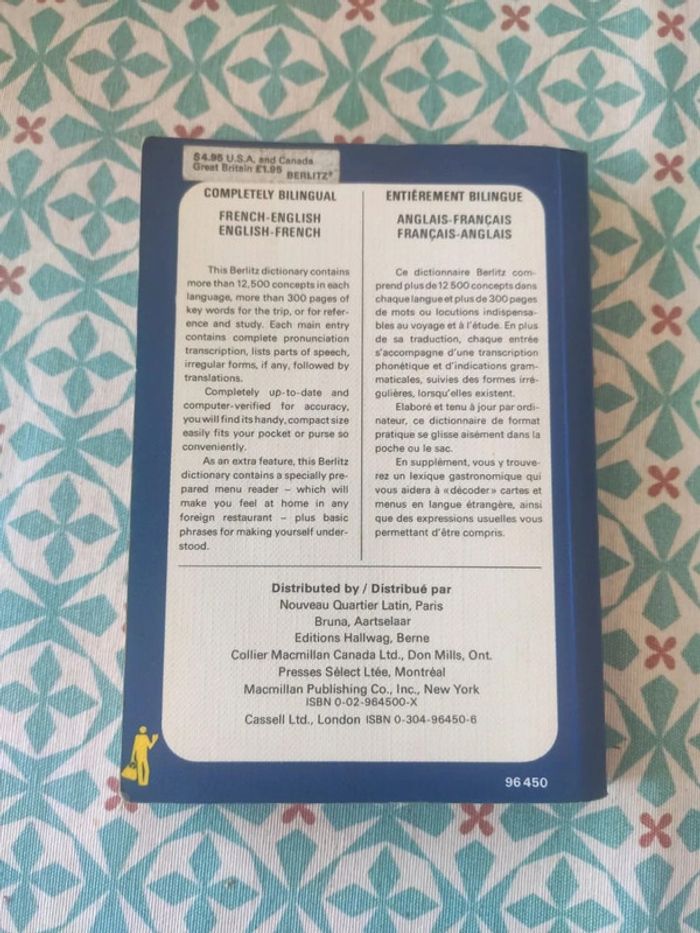 $4.95 U.S.A. and Canada
Great Britain £1.95 BERLITZ®
COMPLETELY BILINGUAL
FRENCH-ENGLISH
ENGLISH-FRENCH
This Berlitz dictionary contains
more than 12,500 concepts in each
language, more than 300 pages of
key words for the trip, or for refer-
ence and study. Each main entry
contains complete pronunciation
transcription, lists parts of speech,
irregular forms, if any, followed by
translations.
Completely up-to-date and
computer-verified for accuracy,
you will find its handy, compact size
easily fits your pocket or purse so
conveniently.
As an extra feature, this Berlitz
dictionary contains a specially pre-
pared menu reader – which will
make you feel at home in any
foreign restaurant – plus basic
phrases for making yourself under-
stood.
ENTIÈREMENT BILINGUE
ANGLAIS-FRANÇAIS
FRANÇAIS-ANGLAIS
Ce dictionnaire Berlitz com-
prend plus de 12 500 concepts dans
chaque langue et plus de 300 pages
de mots ou locutions indispensa-
bles au voyage et à l'étude. En plus
de sa traduction, chaque entrée
s'accompagne d'une transcription
phonétique et d'indications gram-
maticales, suivies des formes irré-
gulières, lorsqu'elles existent.
Elaboré et tenu à jour par ordi-
nateur, ce dictionnaire de format
pratique se glisse aisément dans la
poche ou le sac.
En supplément, vous y trouve-
rez un lexique gastronomique qui
vous aidera à «décoder» cartes et
menus en langue étrangère, ainsi
que des expressions usuelles vous
permettant d'être compris.
Distributed by / Distribué par
Nouveau Quartier Latin, Paris
Bruna, Aartselaar
Editions Hallwag, Berne
Collier Macmillan Canada Ltd., Don Mills, Ont.
Presses Sélect Ltée, Montréal
Macmillan Publishing Co., Inc., New York
ISBN 0-02-964500-X
Cassell Ltd., London ISBN 0-304-96450-6
96 450